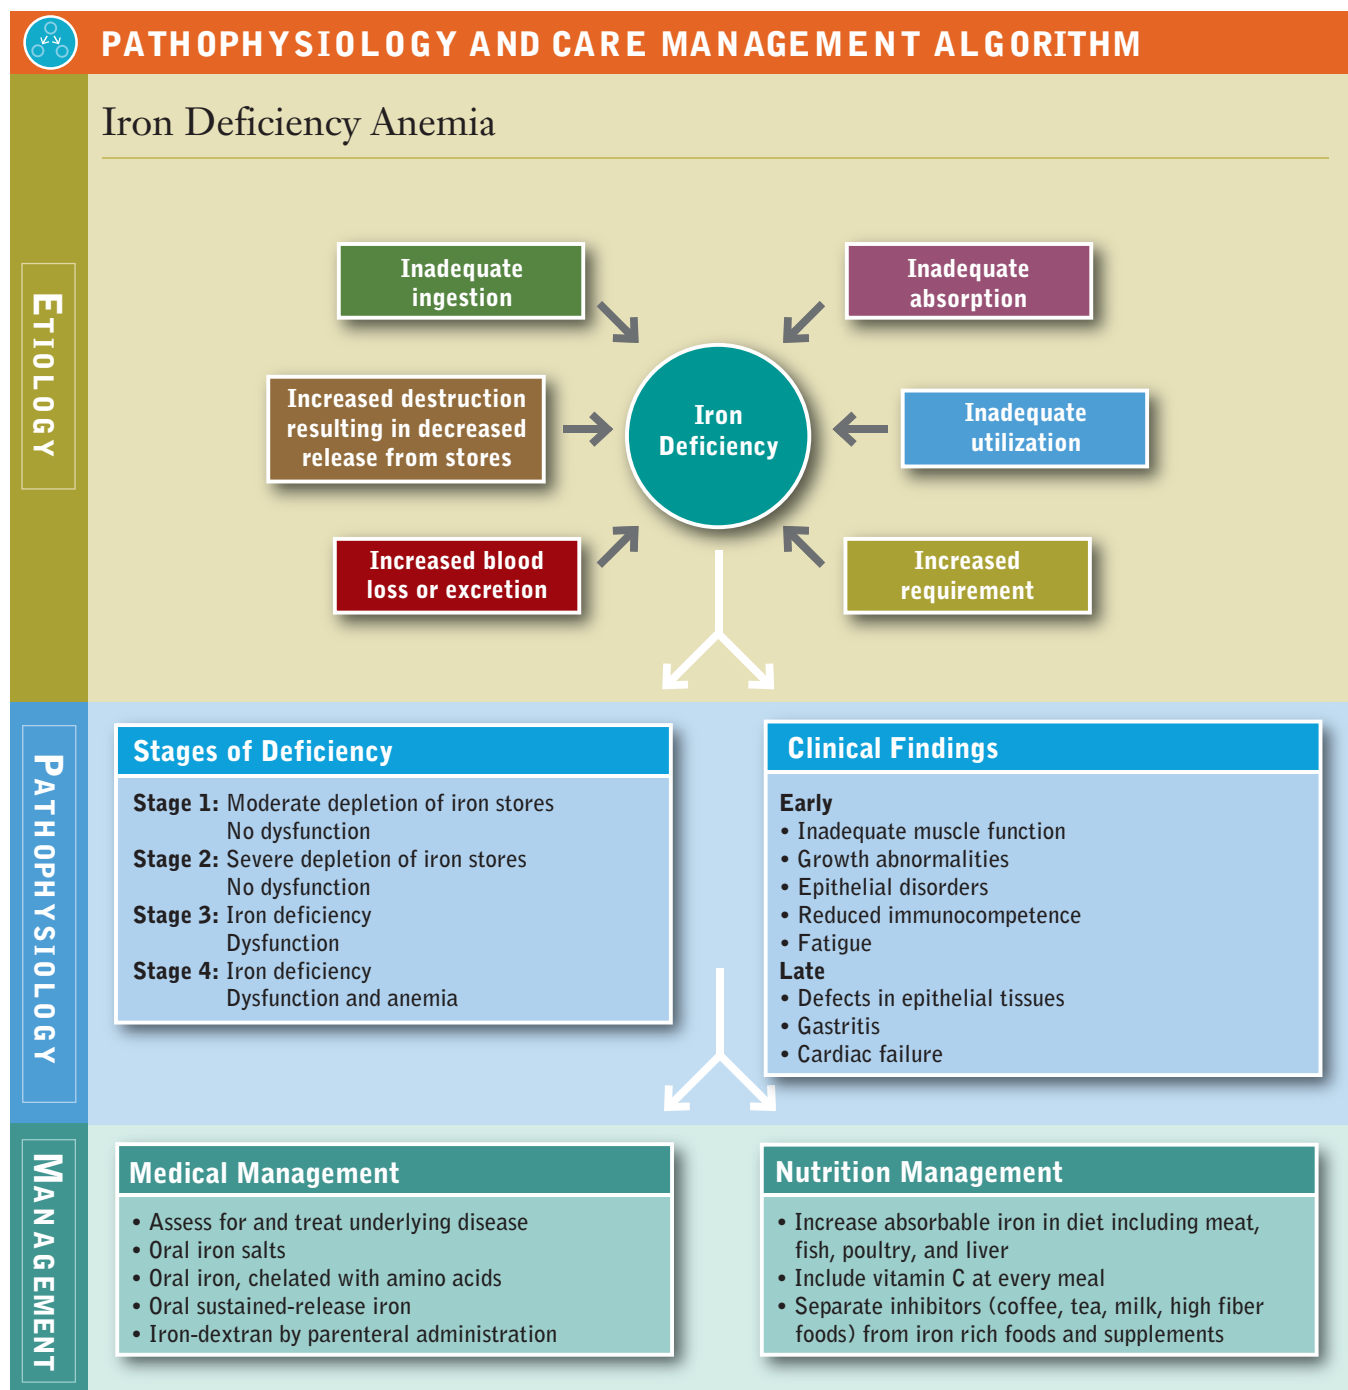 PATHOPHYSIOLOGY AND CARE MANAGEMENT ALGORITHM
Iron Deficiency Anemia
ETIOLOGY
Inadequate
ingestion
Inadequate
absorption
Increased destruction
resulting in decreased
release from stores
Iron
Deficiency
Inadequate
utilization
Increased blood
loss or excretion
Increased
requirement
PATHOPHYSIOLOGY
Stages of Deficiency
Stage 1: Moderate depletion of iron stores
No dysfunction
Stage 2: Severe depletion of iron stores
No dysfunction
Stage 3: Iron deficiency
Dysfunction
Stage 4: Iron deficiency
Dysfunction and anemia
Clinical Findings
Early
• Inadequate muscle function
• Growth abnormalities
• Epithelial disorders
• Reduced immunocompetence
• Fatigue
Late
• Defects in epithelial tissues
• Gastritis
• Cardiac failure
MANAGEMENT
Medical Management
• Assess for and treat underlying disease
• Oral iron salts
• Oral iron, chelated with amino acids
• Oral sustained-release iron
• Iron-dextran by parenteral administration
Nutrition Management
• Increase absorbable iron in diet including meat,
fish, poultry, and liver
• Include vitamin C at every meal
• Separate inhibitors (coffee, tea, milk, high fiber
foods) from iron rich foods and supplements